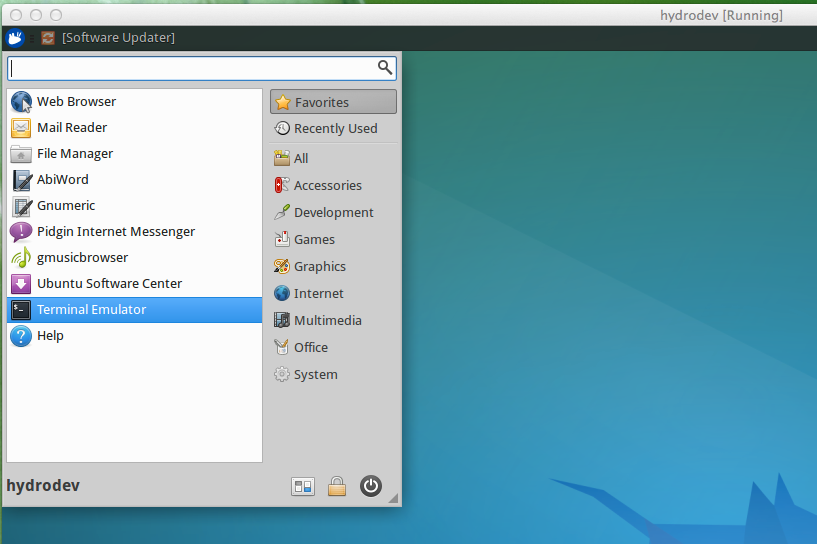 hydrodev [Running]
[Software Updater]
Web Browser
Mail Reader
File Manager
AbiWord
Gnumeric
Pidgin Internet Messenger
gmusicbrowser
Ubuntu Software Center
Terminal Emulator
Help
Favorites
Recently Used
All
Accessories
Development
Games
Graphics
Internet
Multimedia
Office
System
hydrodev